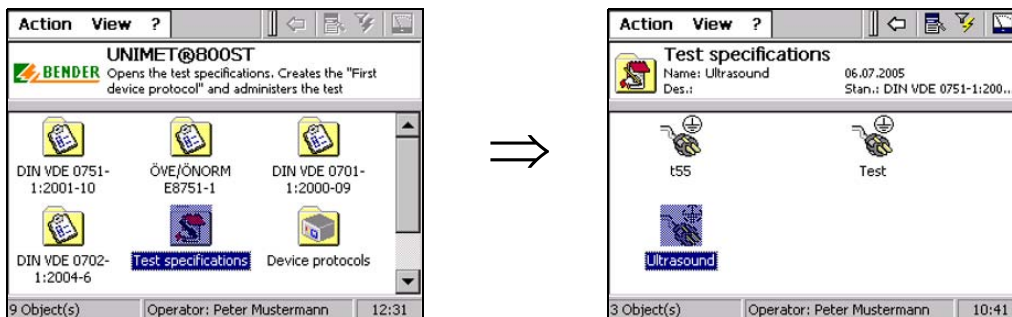 Action View ?
UNIMET®800ST
BENDER
Opens the test specifications. Creates the "First
device protocol" and administers the test
DIN VDE 0751-
1:2001-10
ÖVE/ÖNORM
E8751-1
DIN VDE 0701-
1:2000-09
DIN VDE 0702-
1:2004-6
Test specifications
Device protocols
9 Object(s)
Operator: Peter Mustermann
12:31
Action View ?
Test specifications
Name: Ultrasound
06.07.2005
Des.:
Stan.: DIN VDE 0751-1:200...
t55
Test
Ultrasound
3 Object(s)
Operator: Peter Mustermann
10:41